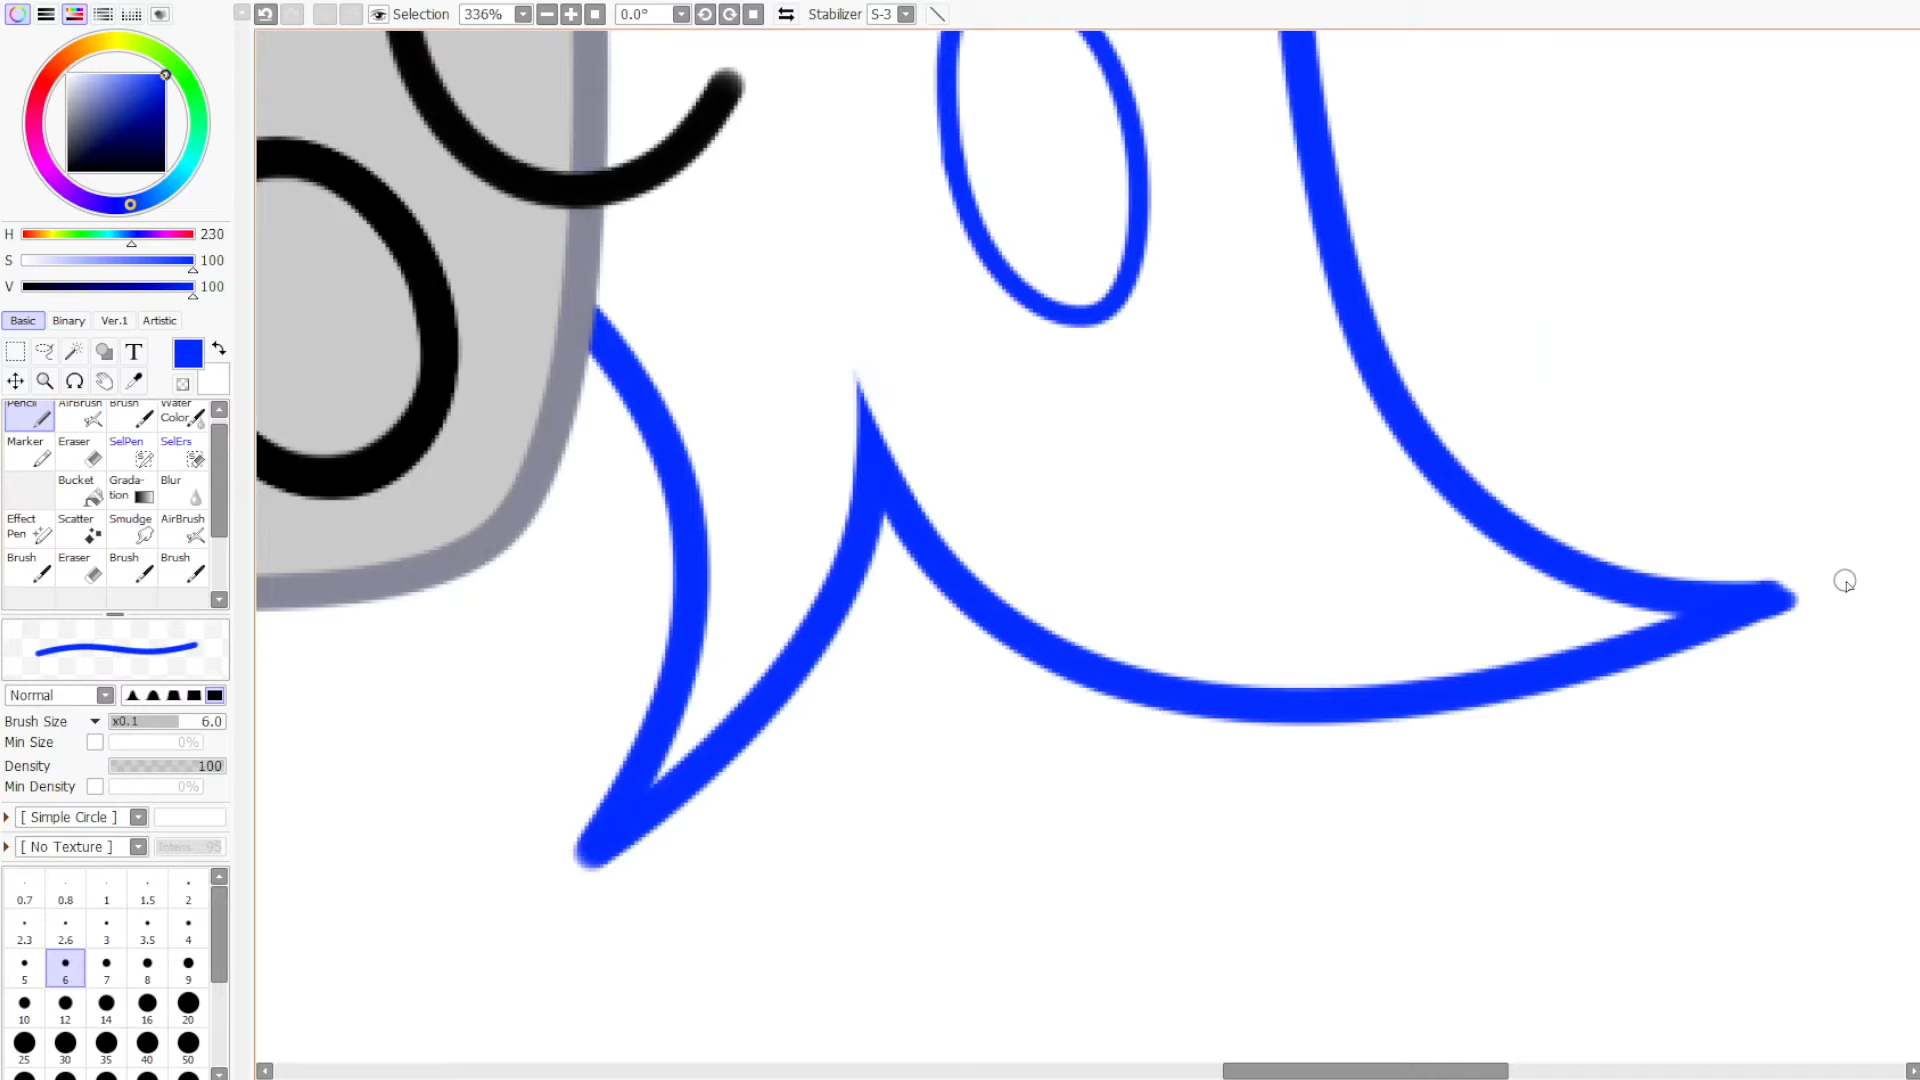 Selection 336% 0.0° Stabilizer S-3
H 230
S 100
V 100
Basic Binary Ver.1 Artistic
T
Pencil AirBrush Brush Water Color
Marker Eraser SelPen SelErs
Bucket Grada-tion Blur
Effect Pen Scatter Smudge AirBrush
Brush Eraser Brush Brush
Normal
Brush Size x0.1 6.0
Min Size 0%
Density 100
Min Density 0%
[ Simple Circle ]
[ No Texture ] Intens. 95
0.7 0.8 1 1.5 2
2.3 2.6 3 3.5 4
5 6 7 8 9
10 12 14 16 20
25 30 35 40 50